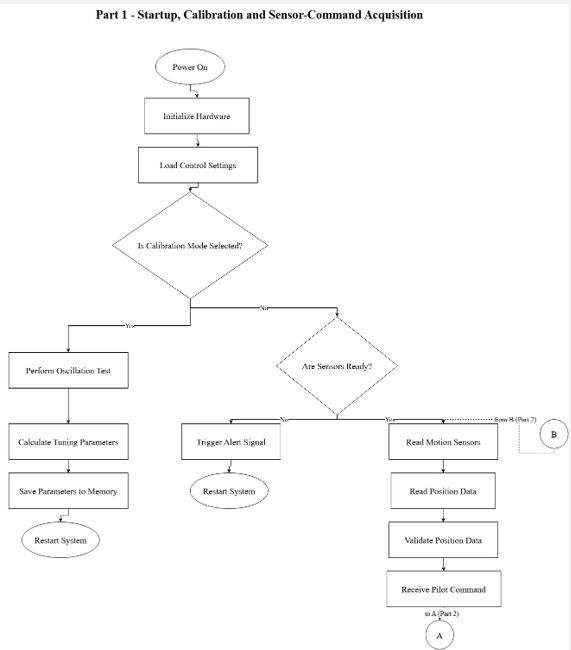 Part 1 - Startup, Calibration and Sensor-Command Acquisition
Power On
Initialize Hardware
Load Control Settings
Is Calibration Mode Selected?
No
Yes
Perform Oscillation Test
Are Sensors Ready?
No
Yes
from B (Part 2)
B
Calculate Tuning Parameters
Trigger Alert Signal
Read Motion Sensors
Save Parameters to Memory
Restart System
Read Position Data
Restart System
Validate Position Data
Receive Pilot Command
to A (Part 2)
A